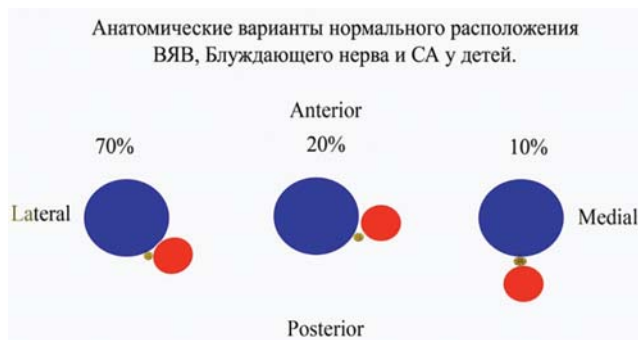 Анатомические варианты нормального расположения
ВЯВ, Блуждающего нерва и СА у детей.
Anterior
70% 20% 10%
Lateral Medial
Posterior